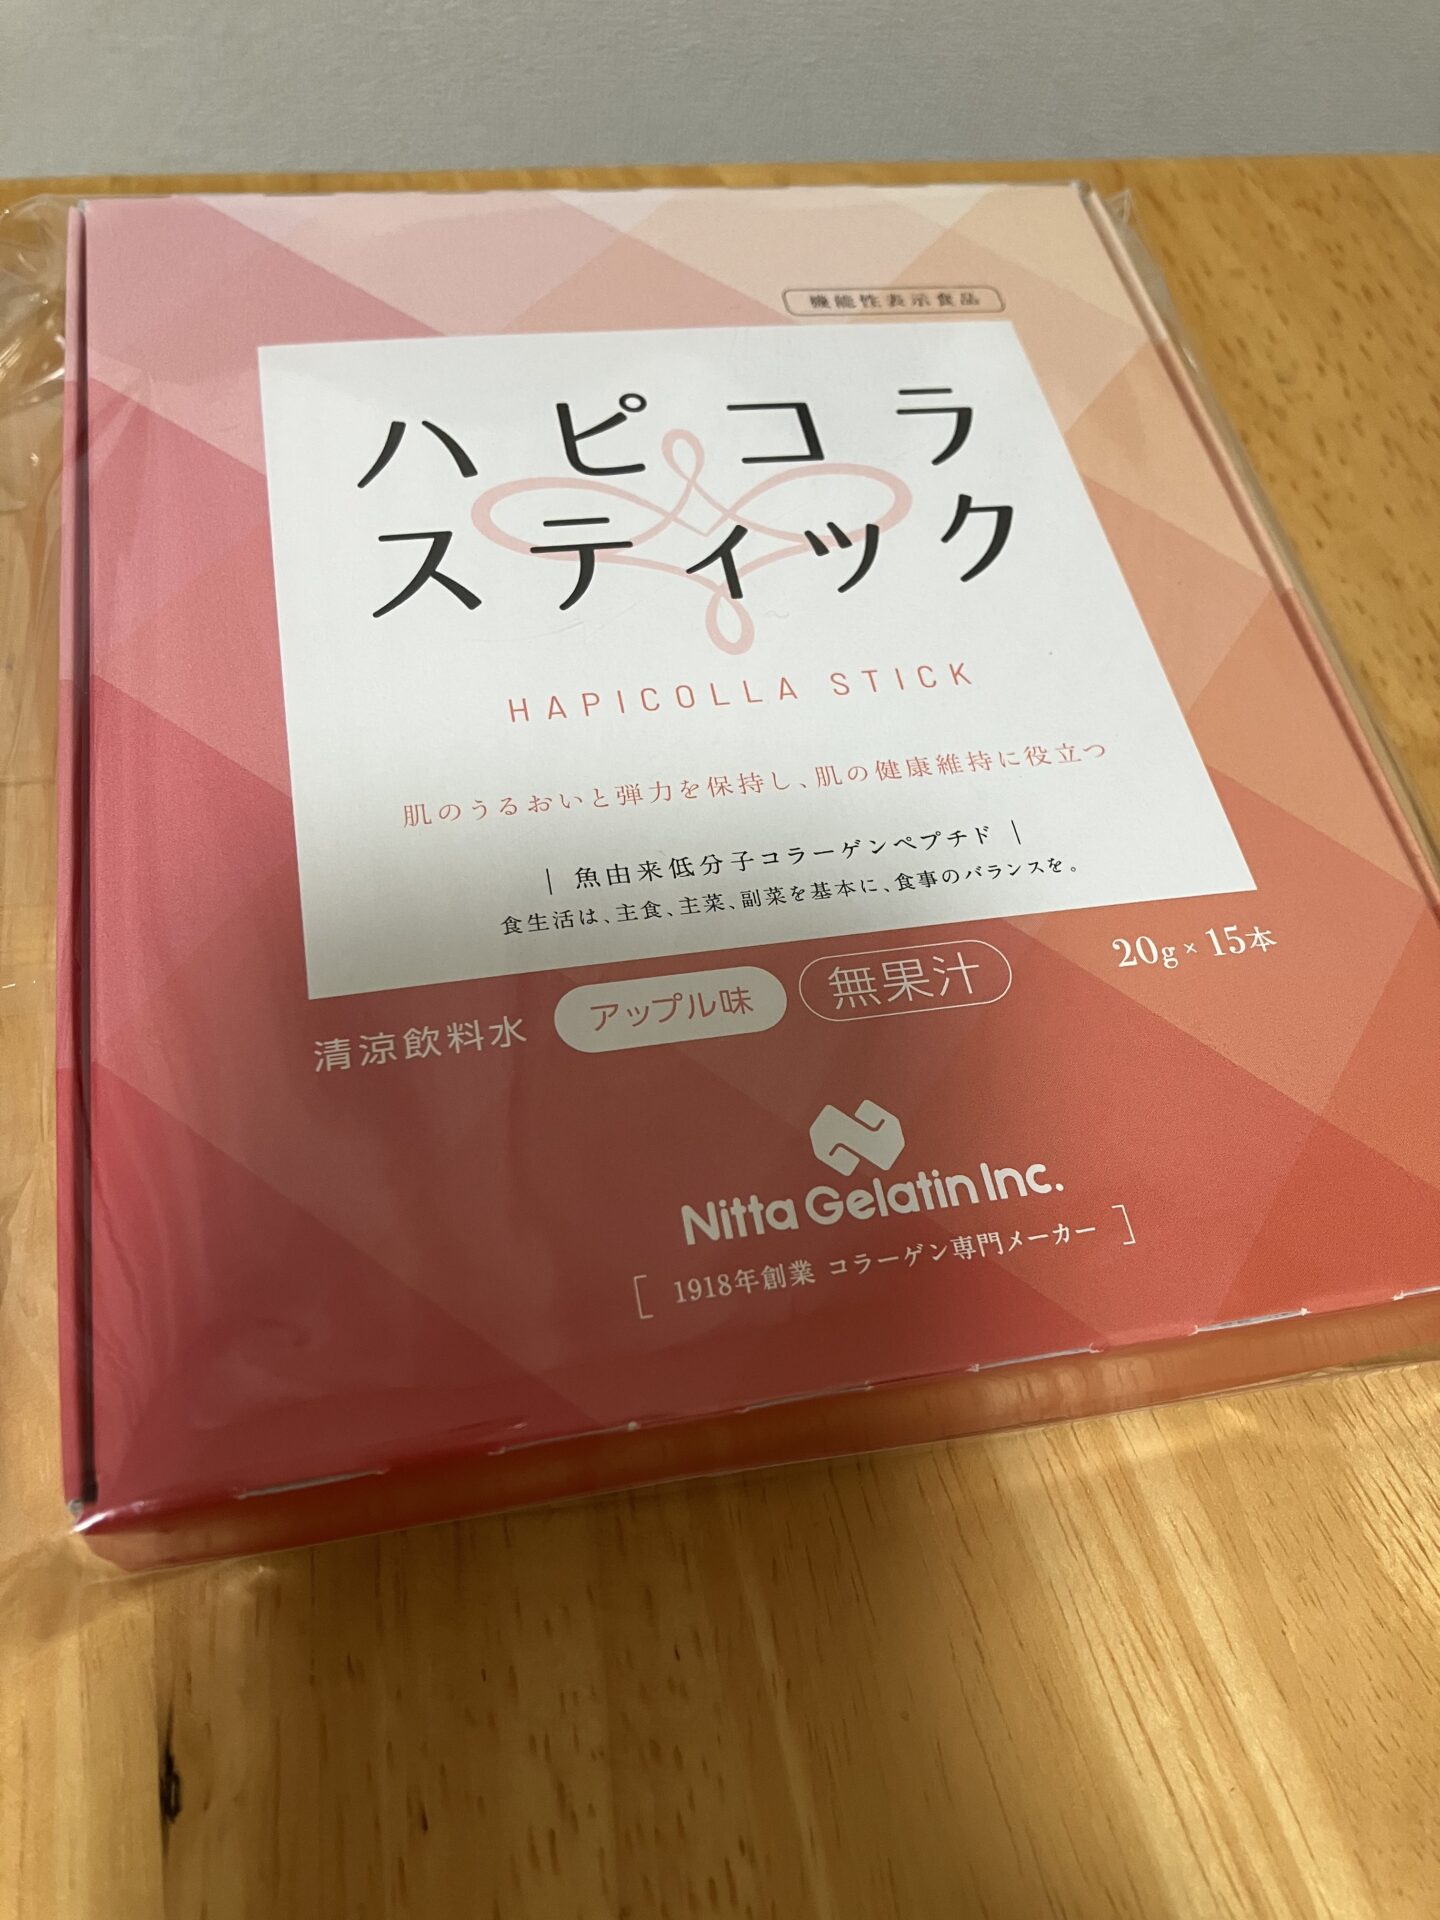 機能性表示食品
ハピコラ
スティック
HAPICOLLA STICK
肌のうるおいと弾力を保持し、肌の健康維持に役立つ
| 魚由来低分子コラーゲンペプチド |
食生活は、主食、主菜、副菜を基本に、食事のバランスを。
清涼飲料水 アップル味 無果汁 20g×15本
Nitta Gelatin Inc.
[ 1918年創業 コラーゲン専門メーカー ]